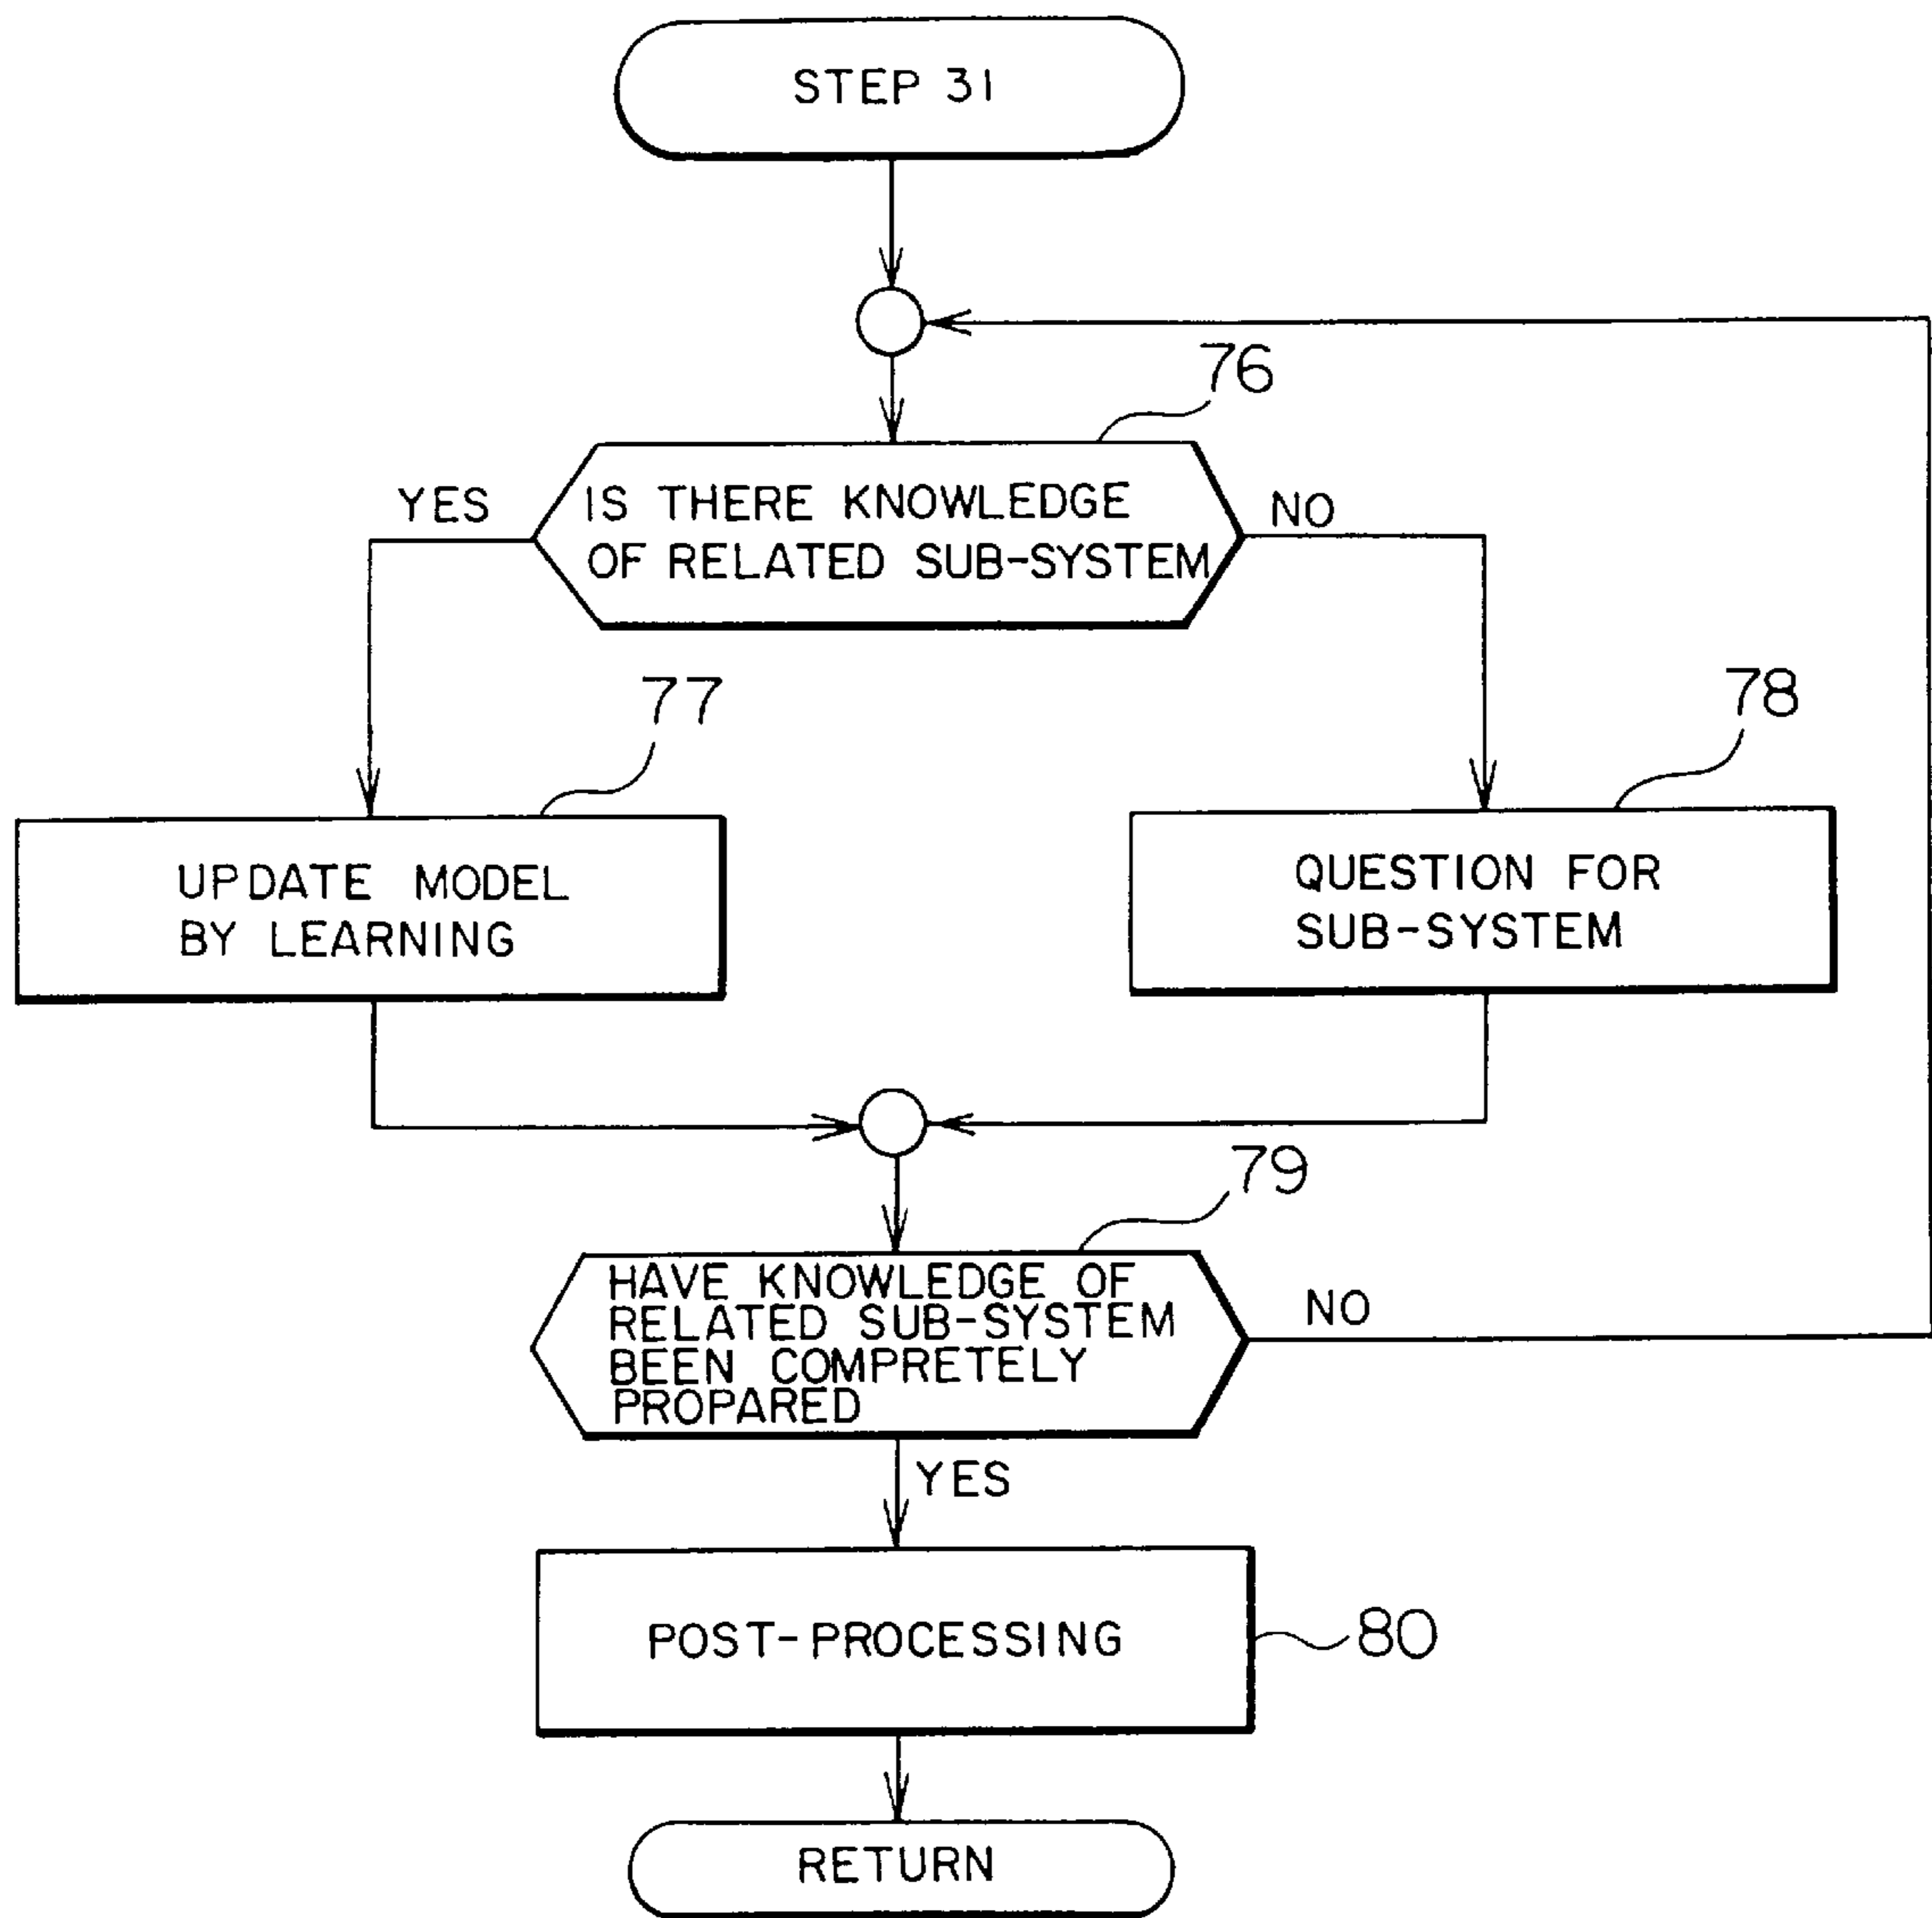 STEP 31
76
YES
IS THERE KNOWLEDGE
OF RELATED SUB-SYSTEM
NO
77
78
UPDATE MODEL
BY LEARNING
QUESTION FOR
SUB-SYSTEM
79
HAVE KNOWLEDGE OF
RELATED SUB-SYSTEM
BEEN COMPRETELY
PROPARED
NO
YES
POST-PROCESSING
80
RETURN